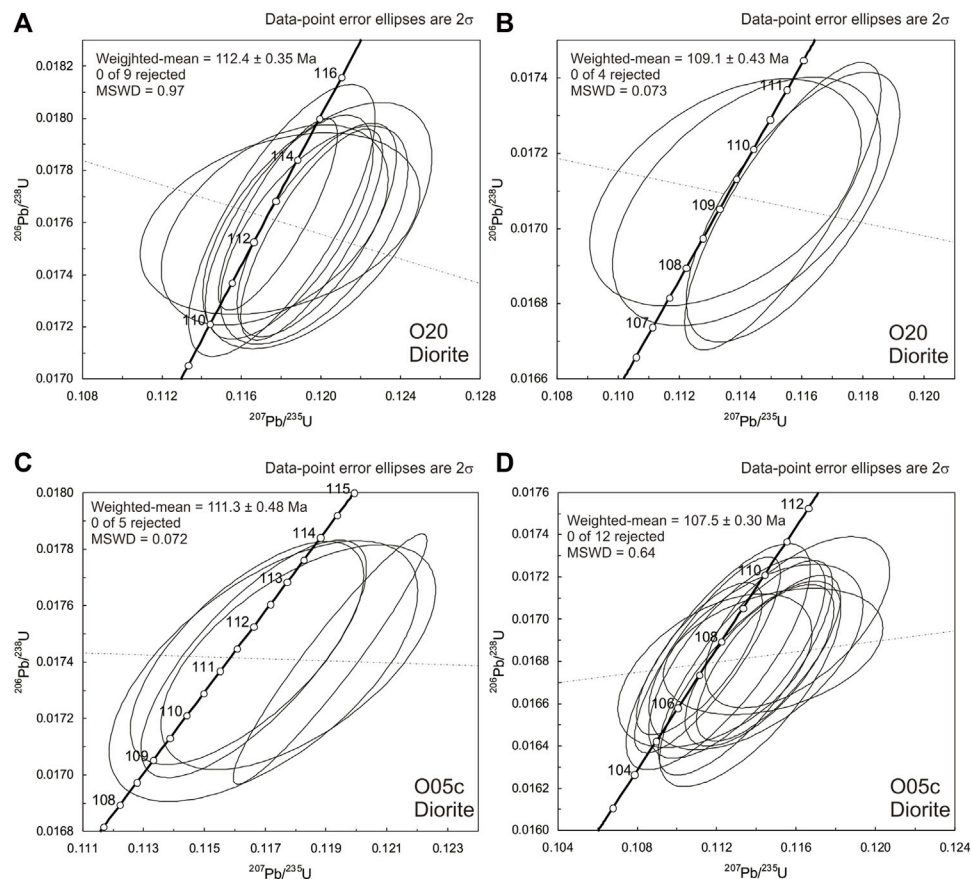 A
Data-point error ellipses are 2σ
Weighted-mean = 112.4 ± 0.35 Ma
0 of 9 rejected
MSWD = 0.97
0.0182
0.0180
0.0178
0.0176
0.0174
0.0172
0.0170
²⁰⁶Pb/²³⁸U
116
114
112
110
O20
Diorite
0.108
0.112
0.116
0.120
0.124
0.128
²⁰⁷Pb/²³⁵U
B
Data-point error ellipses are 2σ
Weighted-mean = 109.1 ± 0.43 Ma
0 of 4 rejected
MSWD = 0.073
0.0174
0.0172
0.0170
0.0168
0.0166
²⁰⁶Pb/²³⁸U
111
110
109
108
107
O20
Diorite
0.110
0.112
0.114
0.116
0.118
0.120
²⁰⁷Pb/²³⁵U
C
Data-point error ellipses are 2σ
Weighted-mean = 111.3 ± 0.48 Ma
0 of 5 rejected
MSWD = 0.072
0.0180
0.0178
0.0176
0.0174
0.0172
0.0170
0.0168
²⁰⁶Pb/²³⁸U
115
114
113
112
111
110
109
108
O05c
Diorite
0.111
0.113
0.115
0.117
0.119
0.121
0.123
²⁰⁷Pb/²³⁵U
D
Data-point error ellipses are 2σ
Weighted-mean = 107.5 ± 0.30 Ma
0 of 12 rejected
MSWD = 0.64
0.0176
0.0174
0.0172
0.0170
0.0168
0.0166
0.0164
0.0162
0.0160
²⁰⁶Pb/²³⁸U
112
110
108
106
104
O05c
Diorite
0.104
0.108
0.112
0.116
0.120
0.124
²⁰⁷Pb/²³⁵U